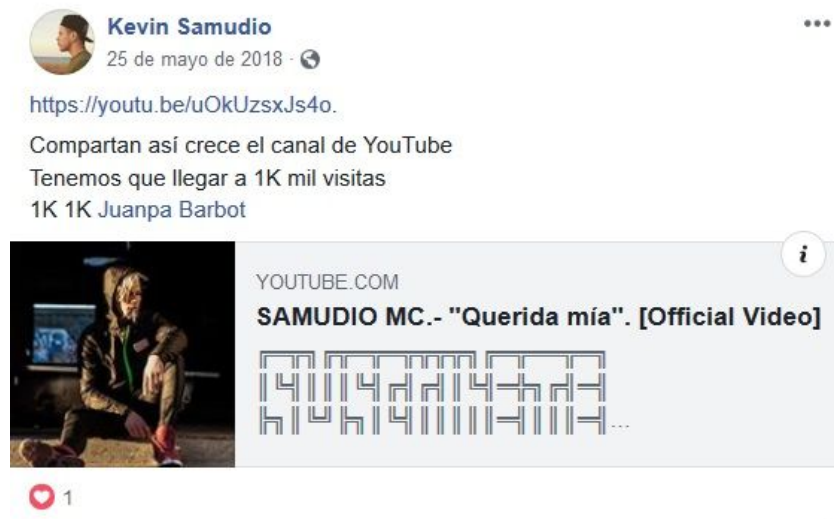 Kevin Samudio
25 de mayo de 2018
https://youtu.be/uOkUzsxJs4o.
Compartan así crece el canal de YouTube
Tenemos que llegar a 1K mil visitas
1K 1K Juanpa Barbot
YOUTUBE.COM
SAMUDIO MC.- "Querida mía". [Official Video]
1